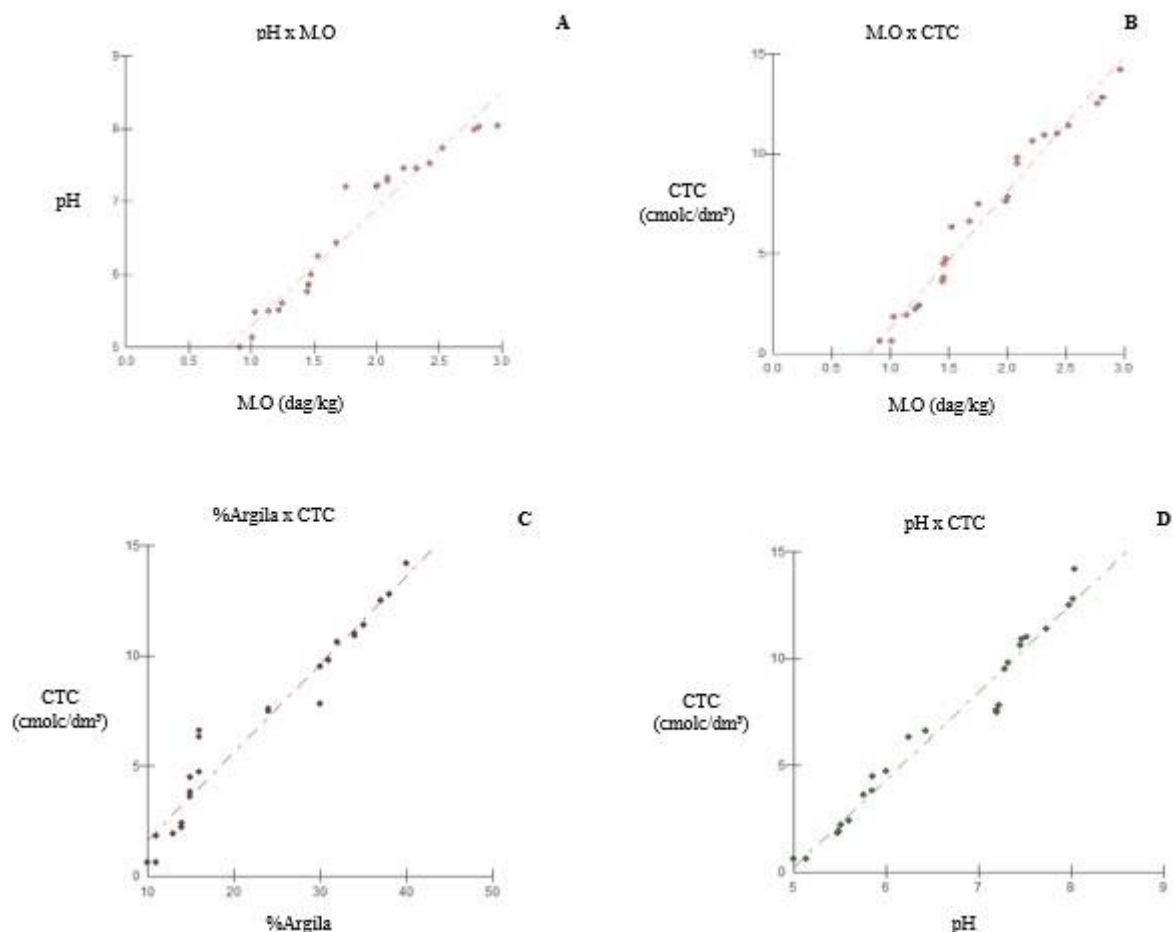 pH x M.O
A
9
8
7
6
5
pH
0.0 0.5 1.0 1.5 2.0 2.5 3.0
M.O (dag/kg)
M.O x CTC
B
15
10
5
0
CTC
(cmolc/dm³)
0.0 0.5 1.0 1.5 2.0 2.5 3.0
M.O (dag/kg)
%Argila x CTC
C
15
10
5
0
CTC
(cmolc/dm³)
10 20 30 40 50
%Argila
pH x CTC
D
15
10
5
0
CTC
(cmolc/dm³)
5 6 7 8 9
pH